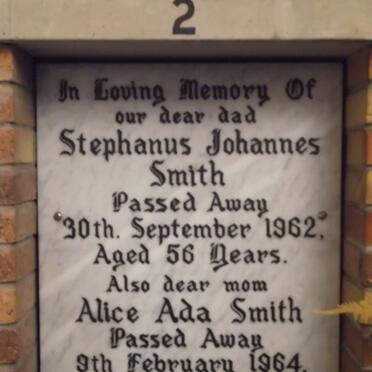 2
In Loving Memory Of
our dear dad
Stephanus Johannes
Smith
Passed Away
30th. September 1962,
Aged 56 Years.
Also dear mom
Alice Ada Smith
Passed Away
9th February 1964.